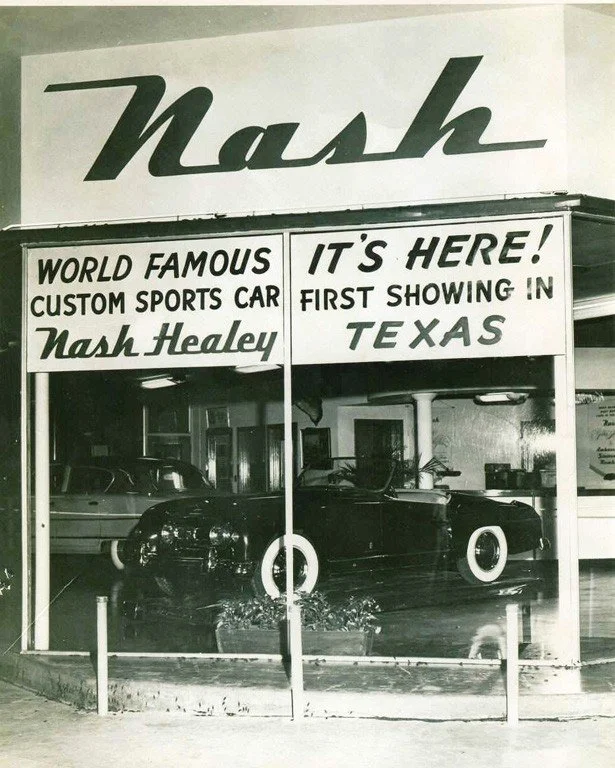 Nash
WORLD FAMOUS
CUSTOM SPORTS CAR
Nash Healey
IT'S HERE!
FIRST SHOWING IN
TEXAS